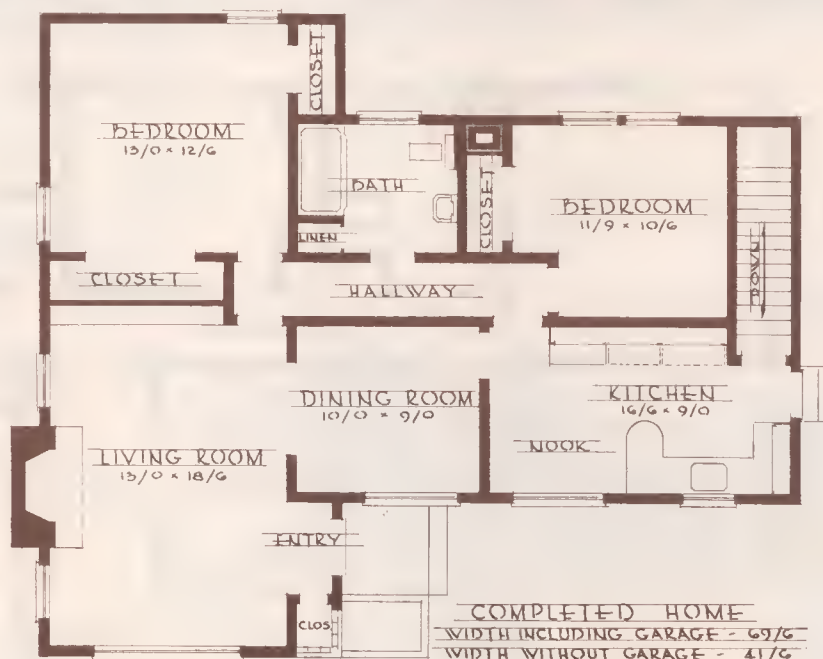 CLOSET
BEDROOM
13/0 × 12/6
BATH
LINEN
CLOSET
BEDROOM
11/9 × 10/6
DOWN
CLOSET
HALLWAY
DINING ROOM
10/0 × 9/0
KITCHEN
16/6 × 9/0
NOOK
LIVING ROOM
13/0 × 18/6
ENTRY
CLOS
COMPLETED HOME
WIDTH INCLUDING GARAGE - 69/6
WIDTH WITHOUT GARAGE - 41/6